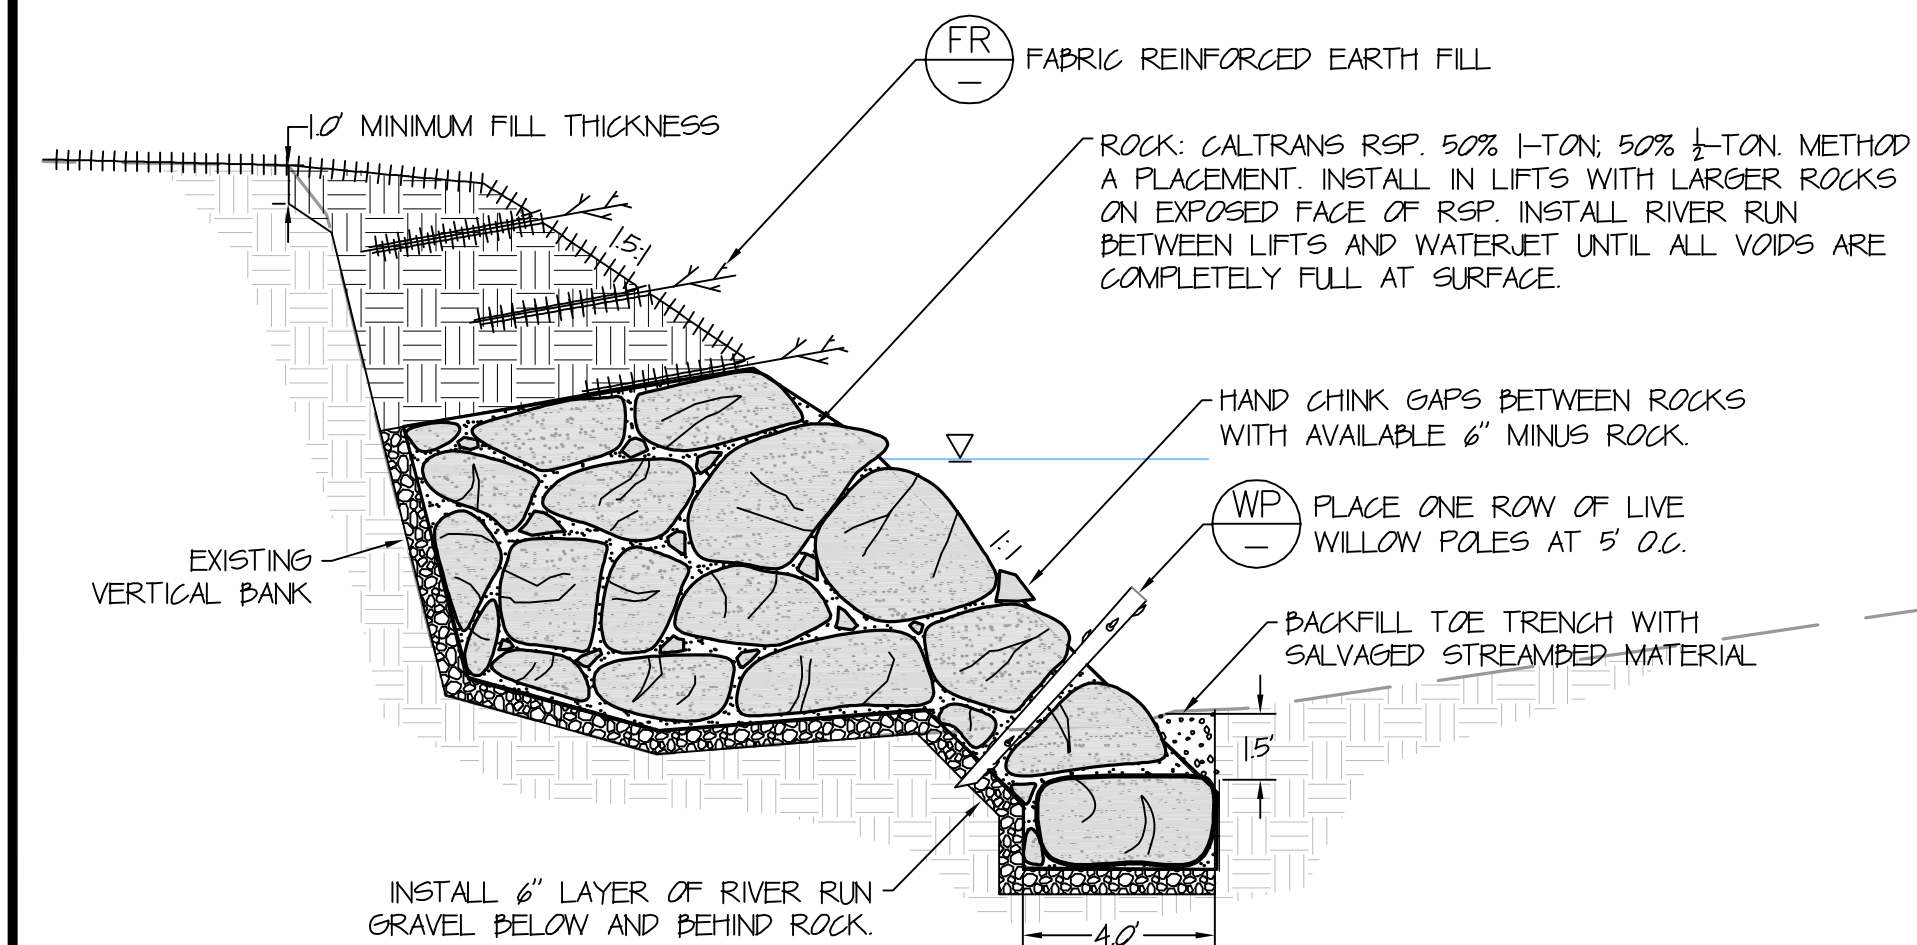 FR
—
FABRIC REINFORCED EARTH FILL
1.0' MINIMUM FILL THICKNESS
ROCK: CALTRANS RSP. 50% 1-TON; 50% ½-TON. METHOD
A PLACEMENT. INSTALL IN LIFTS WITH LARGER ROCKS
ON EXPOSED FACE OF RSP. INSTALL RIVER RUN
BETWEEN LIFTS AND WATERJET UNTIL ALL VOIDS ARE
COMPLETELY FULL AT SURFACE.
1.5:1
HAND CHINK GAPS BETWEEN ROCKS
WITH AVAILABLE 6" MINUS ROCK.
WP
—
PLACE ONE ROW OF LIVE
WILLOW POLES AT 5' O.C.
1:1
EXISTING
VERTICAL BANK
BACKFILL TOE TRENCH WITH
SALVAGED STREAMBED MATERIAL
1.5'
INSTALL 6" LAYER OF RIVER RUN
GRAVEL BELOW AND BEHIND ROCK.
4.0'